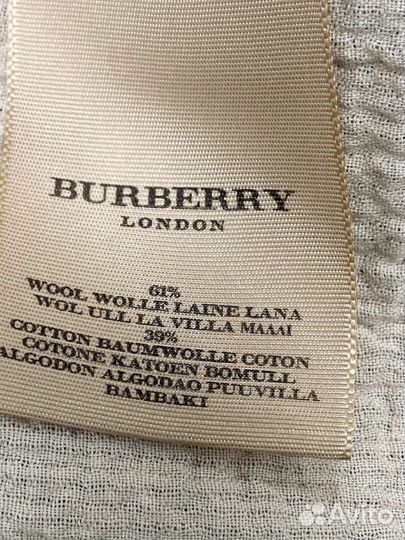 BURBERRY
LONDON
61%
WOOL WOLLE LAINE LANA
WOL ULL LA VILLA ΜΑΛΛΙ
39%
COTTON BAUMWOLLE COTON
COTONE KATOEN BOMULL
ALGODON ALGODAO PUUVILLA
BAMBAKI
Avito